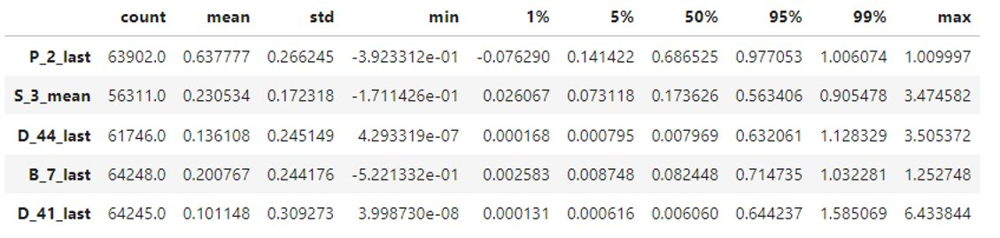 count mean std min 1% 5% 50% 95% 99% max
P_2_last 63902.0 0.637777 0.266245 -3.923312e-01 -0.076290 0.141422 0.686525 0.977053 1.006074 1.009997
S_3_mean 56311.0 0.230534 0.172318 -1.711426e-01 0.026067 0.073118 0.173626 0.563406 0.905478 3.474582
D_44_last 61746.0 0.136108 0.245149 4.293319e-07 0.000168 0.000795 0.007969 0.632061 1.128329 3.505372
B_7_last 64248.0 0.200767 0.244176 -5.221332e-01 0.002583 0.008748 0.082448 0.714735 1.032281 1.252748
D_41_last 64245.0 0.101148 0.309273 3.998730e-08 0.000131 0.000616 0.006060 0.644237 1.585069 6.433844